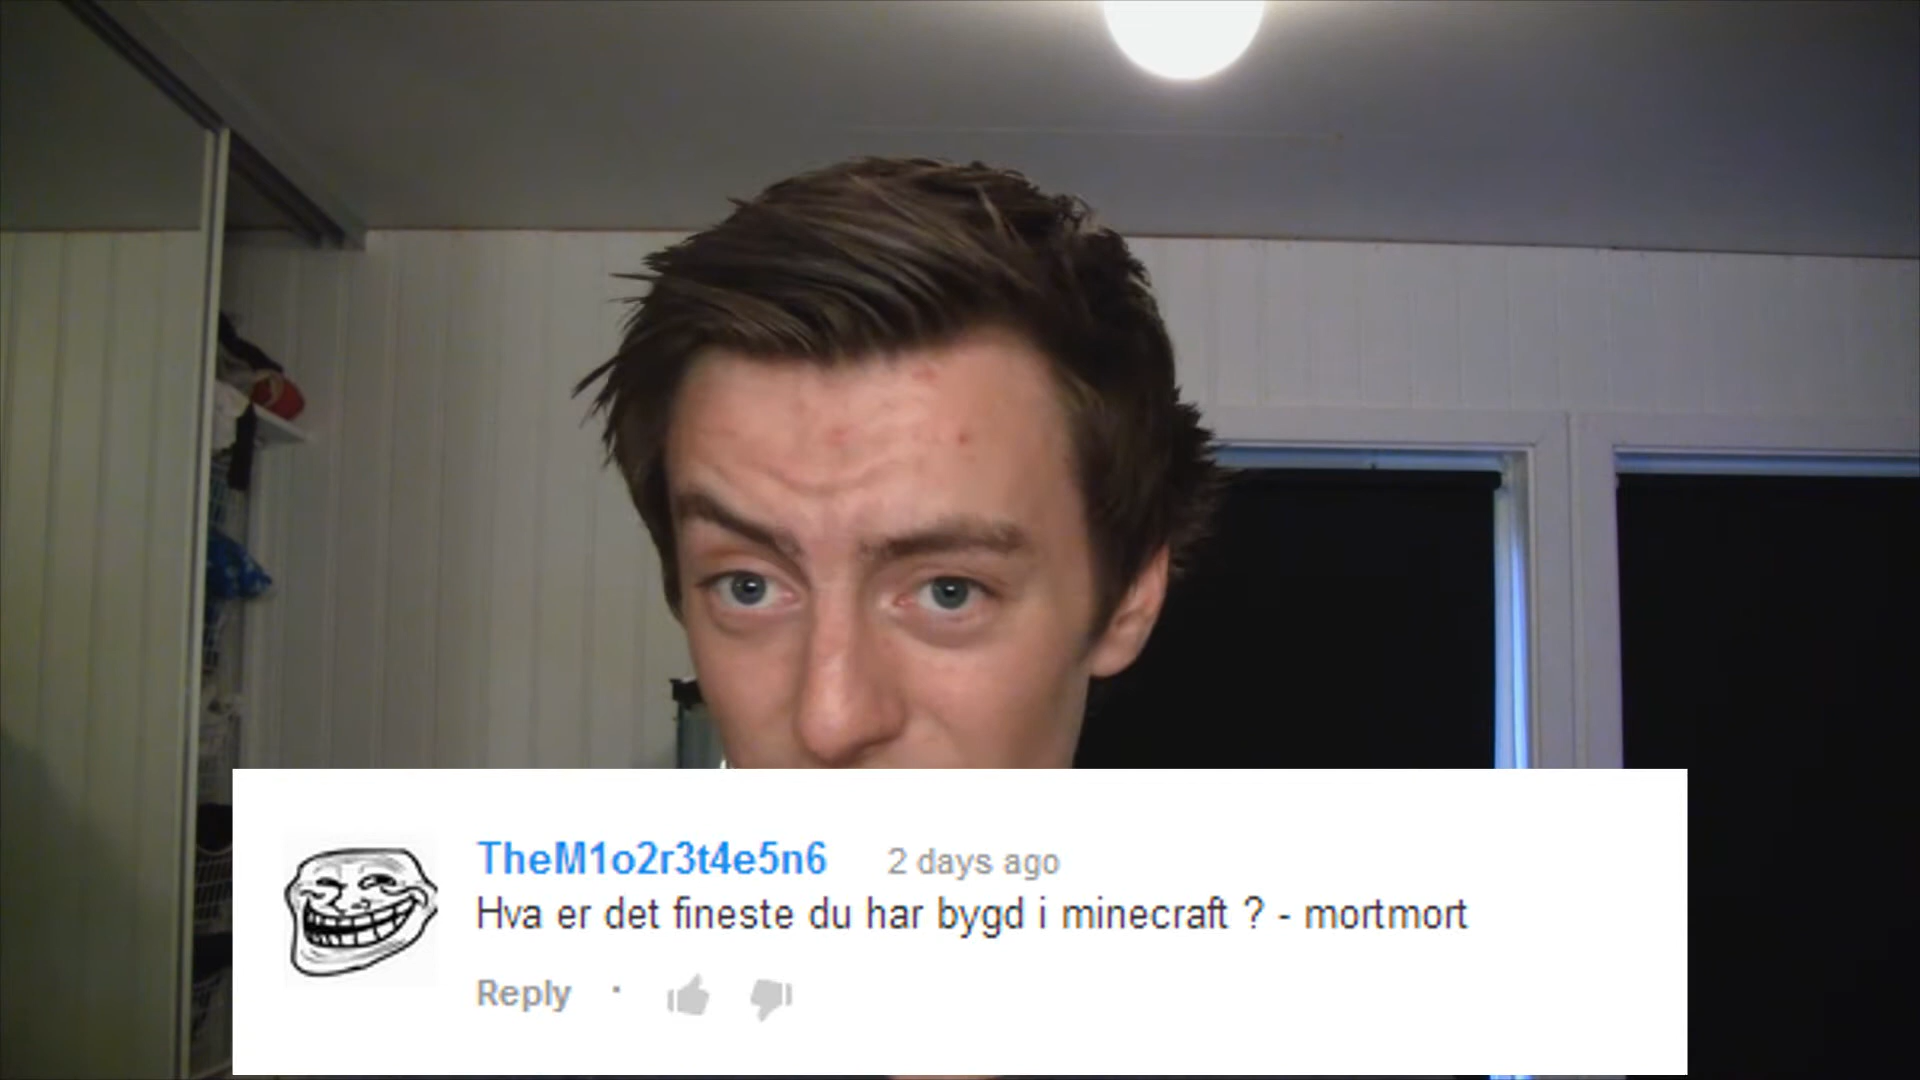 TheM1o2r3t4e5n6 2 days ago
Hva er det fineste du har bygd i minecraft ? - mortmort
Reply ·